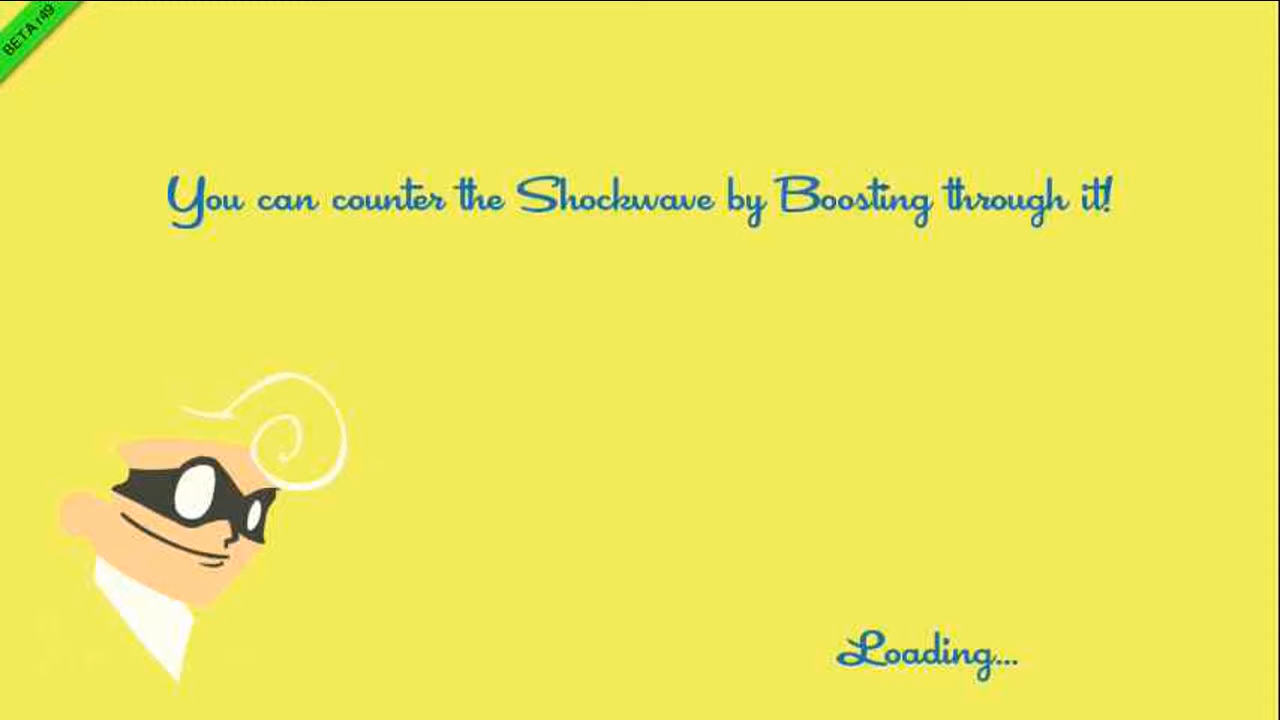 BETA r49
You can counter the Shockwave by Boosting through it!
Loading...